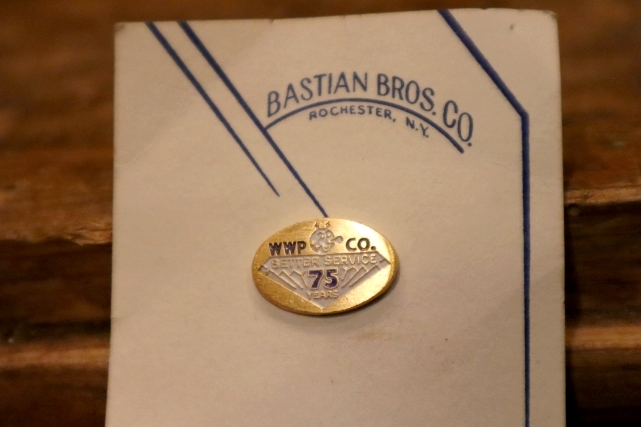 BASTIAN BROS. CO.
ROCHESTER, N.Y.
WWP CO.
BETTER SERVICE
75
YEARS